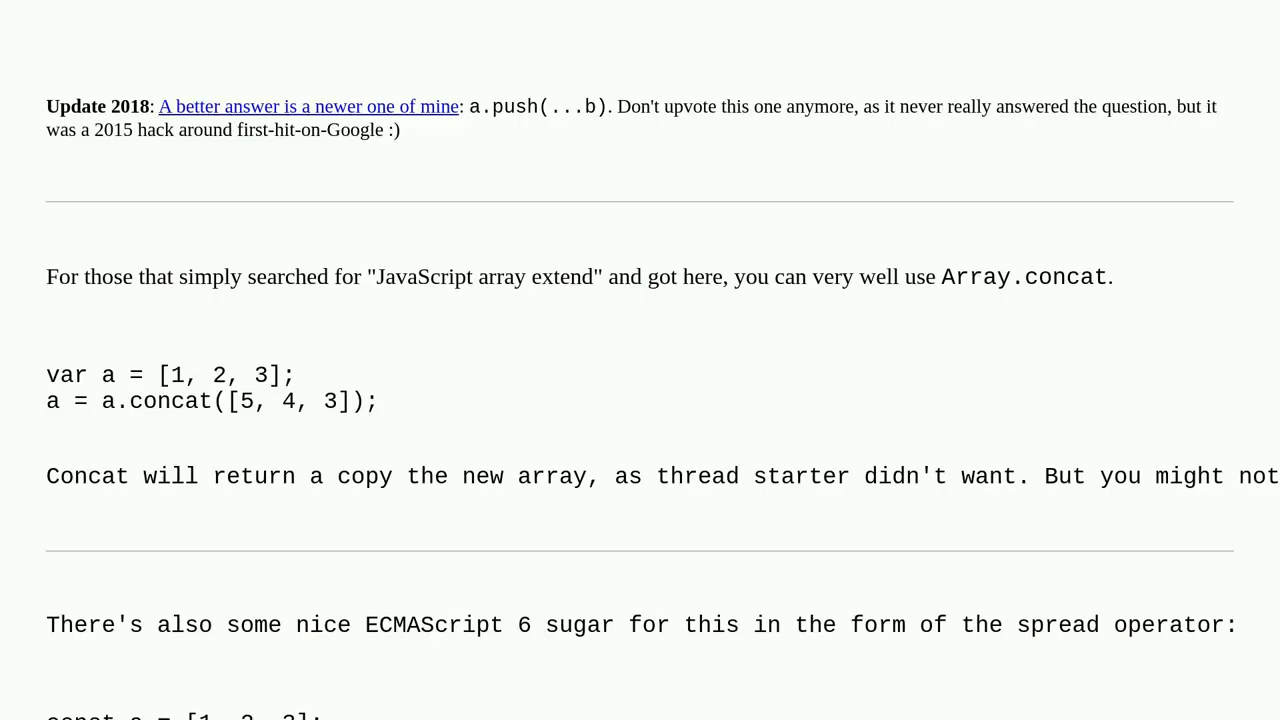 Update 2018: A better answer is a newer one of mine: a.push(...b). Don't upvote this one anymore, as it never really answered the question, but it
was a 2015 hack around first-hit-on-Google :)
For those that simply searched for "JavaScript array extend" and got here, you can very well use Array.concat.
var a = [1, 2, 3];
a = a.concat([5, 4, 3]);
Concat will return a copy the new array, as thread starter didn't want. But you might not
There's also some nice ECMAScript 6 sugar for this in the form of the spread operator:
const a = [1, 2, 3];